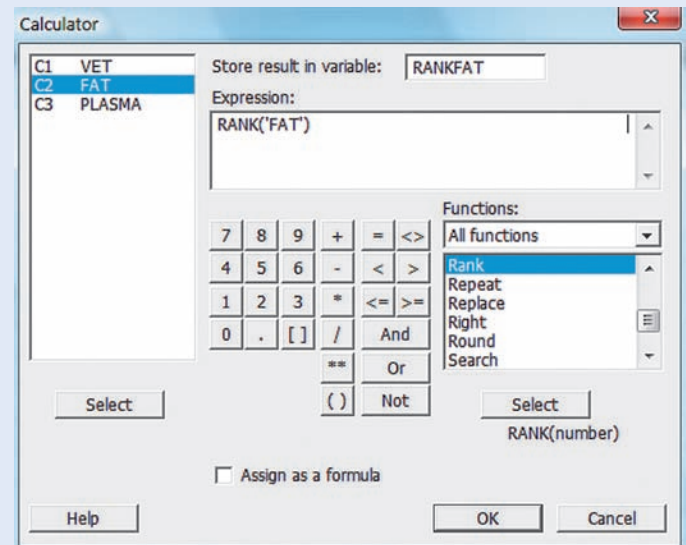 Calculator
C1 VET
C2 FAT
C3 PLASMA
Store result in variable: RANKFAT
Expression:
RANK('FAT')
Functions:
All functions
7 8 9 + = <>
4 5 6 - < >
1 2 3 * <= >=
0 . [ ] / And
** Or
( ) Not
Rank
Repeat
Replace
Right
Round
Search
Select
Select
RANK(number)
Assign as a formula
Help
OK
Cancel